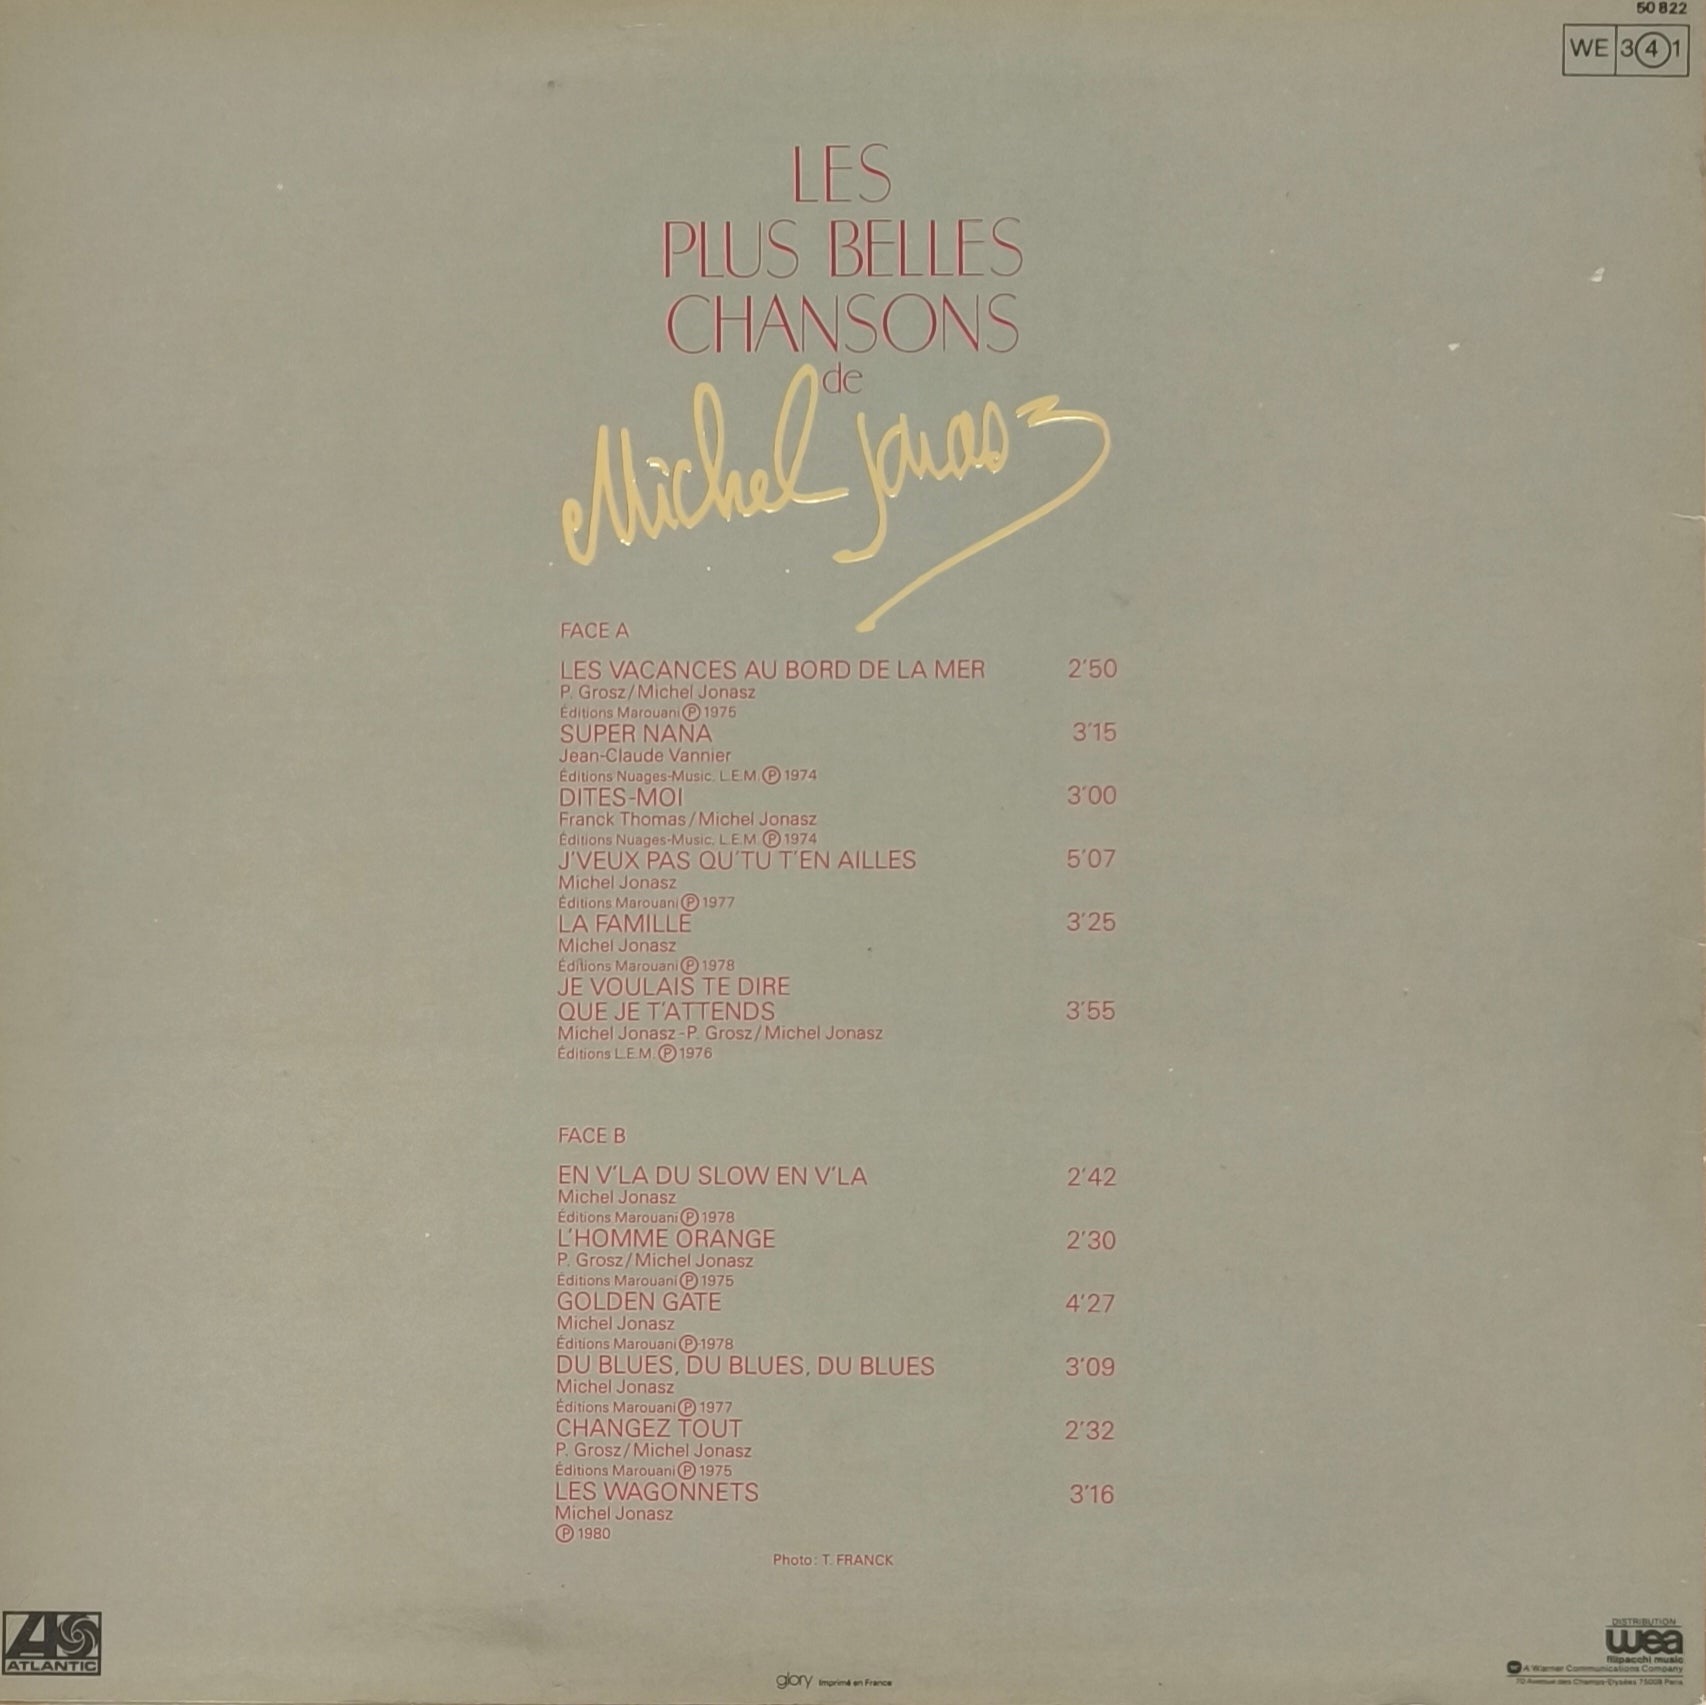 50 822
WE 3 4 1
LES
PLUS BELLES
CHANSONS
de
Michel Jonasz
FACE A
LES VACANCES AU BORD DE LA MER 2'50
P. Grosz/Michel Jonasz
Éditions Marouani Ⓟ 1975
SUPER NANA 3'15
Jean-Claude Vannier
Éditions Nuages-Music. L.E.M. Ⓟ 1974
DITES-MOI 3'00
Franck Thomas/Michel Jonasz
Éditions Nuages-Music. L.E.M. Ⓟ 1974
J'VEUX PAS QU'TU T'EN AILLES 5'07
Michel Jonasz
Éditions Marouani Ⓟ 1977
LA FAMILLE 3'25
Michel Jonasz
Éditions Marouani Ⓟ 1978
JE VOULAIS TE DIRE
QUE JE T'ATTENDS 3'55
Michel Jonasz-P. Grosz/Michel Jonasz
Éditions L.E.M. Ⓟ 1976
FACE B
EN V'LA DU SLOW EN V'LA 2'42
Michel Jonasz
Éditions Marouani Ⓟ 1978
L'HOMME ORANGE 2'30
P. Grosz/Michel Jonasz
Éditions Marouani Ⓟ 1975
GOLDEN GATE 4'27
Michel Jonasz
Éditions Marouani Ⓟ 1978
DU BLUES, DU BLUES, DU BLUES 3'09
Michel Jonasz
Éditions Marouani Ⓟ 1977
CHANGEZ TOUT 2'32
P. Grosz/Michel Jonasz
Éditions Marouani Ⓟ 1975
LES WAGONNETS 3'16
Michel Jonasz
Ⓟ 1980
Photo: T. FRANCK
ATLANTIC
glory Imprimé en France
DISTRIBUTION
wea
filipacchi music
A Warner Communications Company
70 Avenue des Champs-Elysées 75008 Paris